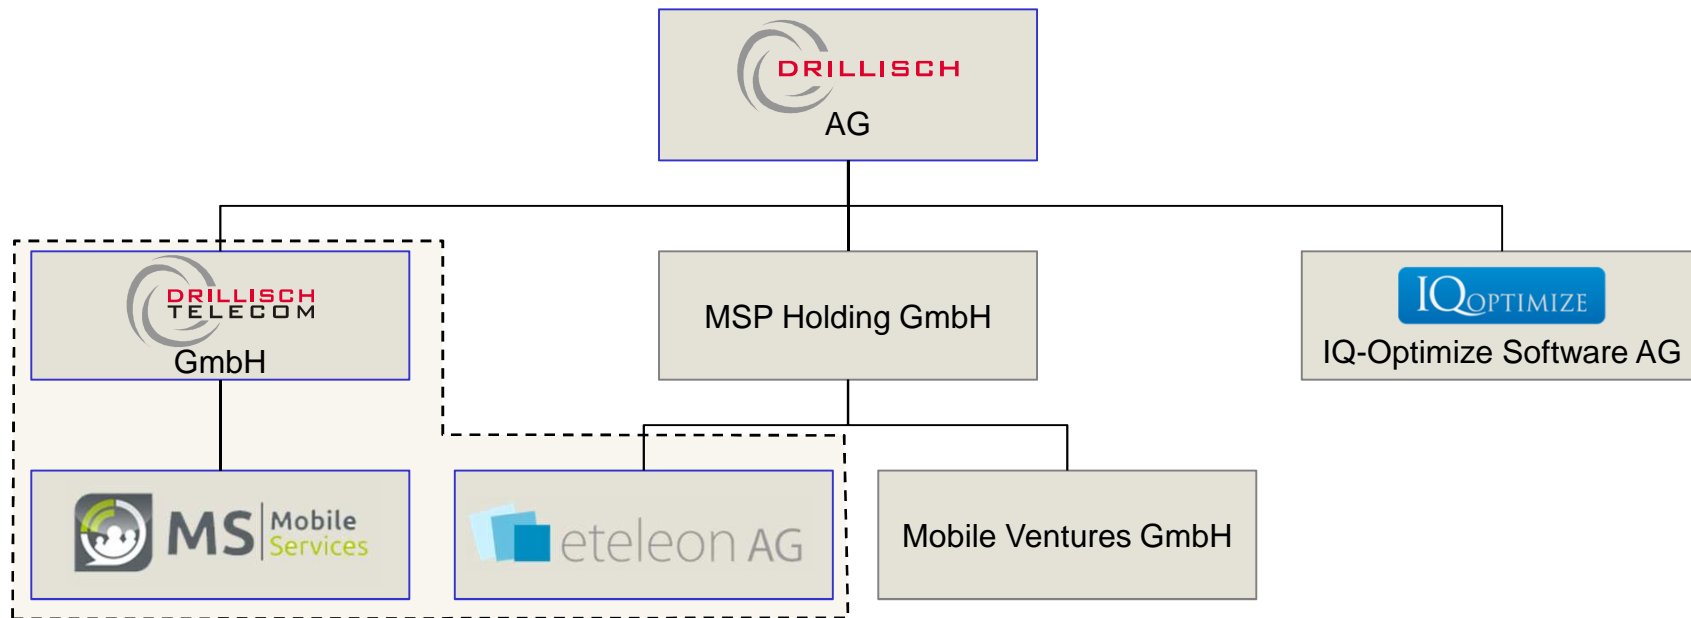 DRILLISCH
AG
DRILLISCH
TELECOM
GmbH
MSP Holding GmbH
IQOPTIMIZE
IQ-Optimize Software AG
MS Mobile
Services
eteleon AG
Mobile Ventures GmbH